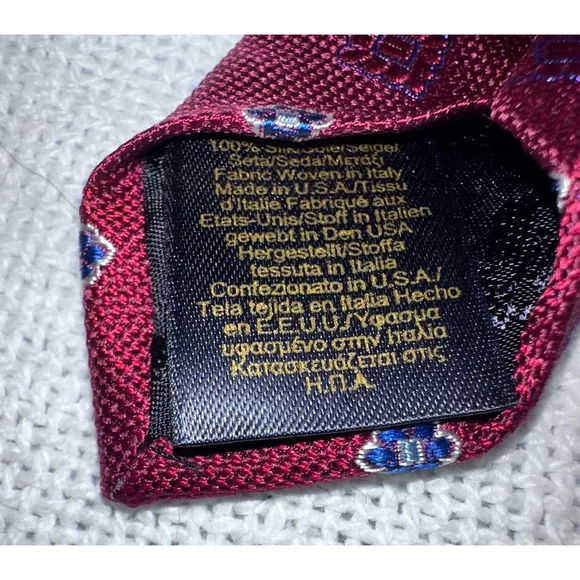 100% Silk/Soie/Seide/
Seta/Seda/Μετάξι
Fabric Woven in Italy
Made in U.S.A./Tissu
d'Italie Fabriqué aux
Etats-Unis/Stoff in Italien
gewebt in Den USA
Hergestellt/Stoffa
tessuta in Italia
Confezionato in U.S.A./
Tela tejida en Italia Hecho
en E.E.U.U./Υφασμα
υφασμένο στην Ιταλία
Κατασκευάζεται στις
Η.Π.Α.